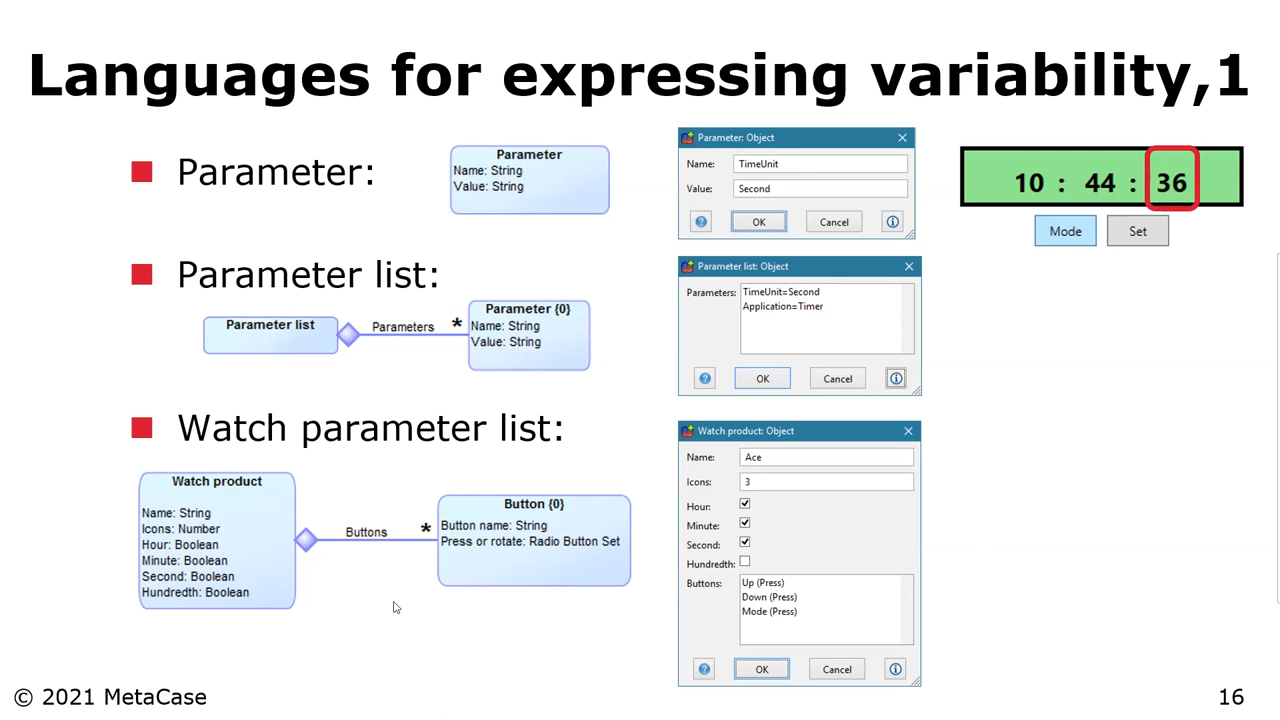 Languages for expressing variability,1
Parameter:
Parameter
Name: String
Value: String
Parameter: Object
Name:
TimeUnit
Value:
Second
OK
Cancel
10 : 44 : 36
Mode
Set
Parameter list:
Parameter list
Parameters
*
Parameter {0}
Name: String
Value: String
Parameter list: Object
Parameters:
TimeUnit=Second
Application=Timer
OK
Cancel
Watch parameter list:
Watch product
Name: String
Icons: Number
Hour: Boolean
Minute: Boolean
Second: Boolean
Hundredth: Boolean
Buttons
*
Button {0}
Button name: String
Press or rotate: Radio Button Set
Watch product: Object
Name:
Ace
Icons:
3
Hour:
Minute:
Second:
Hundredth:
Buttons:
Up (Press)
Down (Press)
Mode (Press)
OK
Cancel
© 2021 MetaCase
16